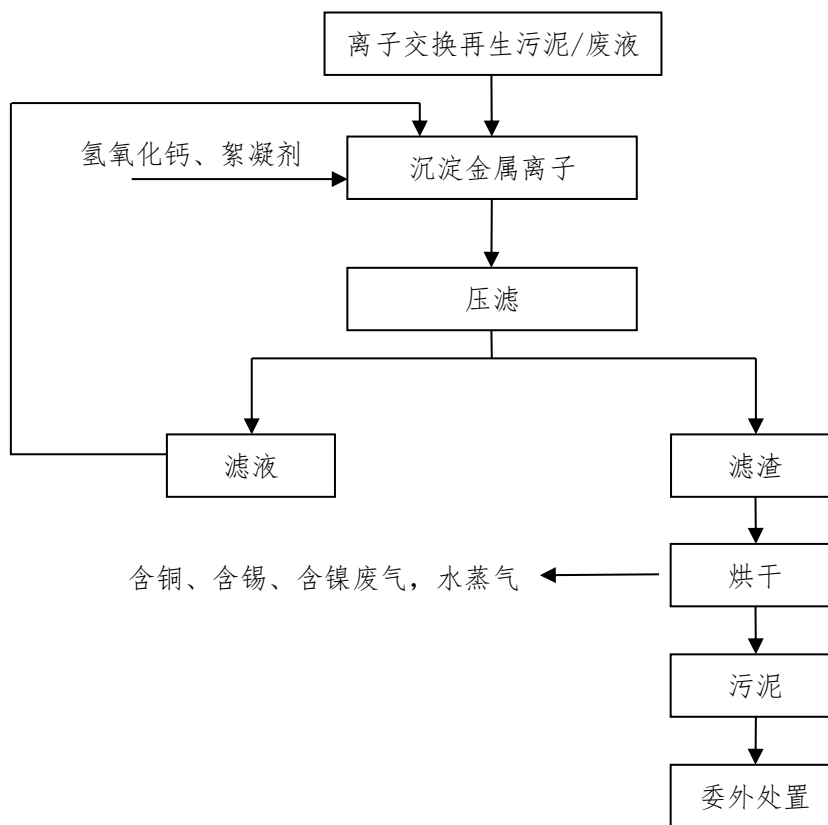 离子交换再生污泥/废液
氢氧化钙、絮凝剂
沉淀金属离子
压滤
滤液
滤渣
含铜、含锡、含镍废气，水蒸气
烘干
污泥
委外处置